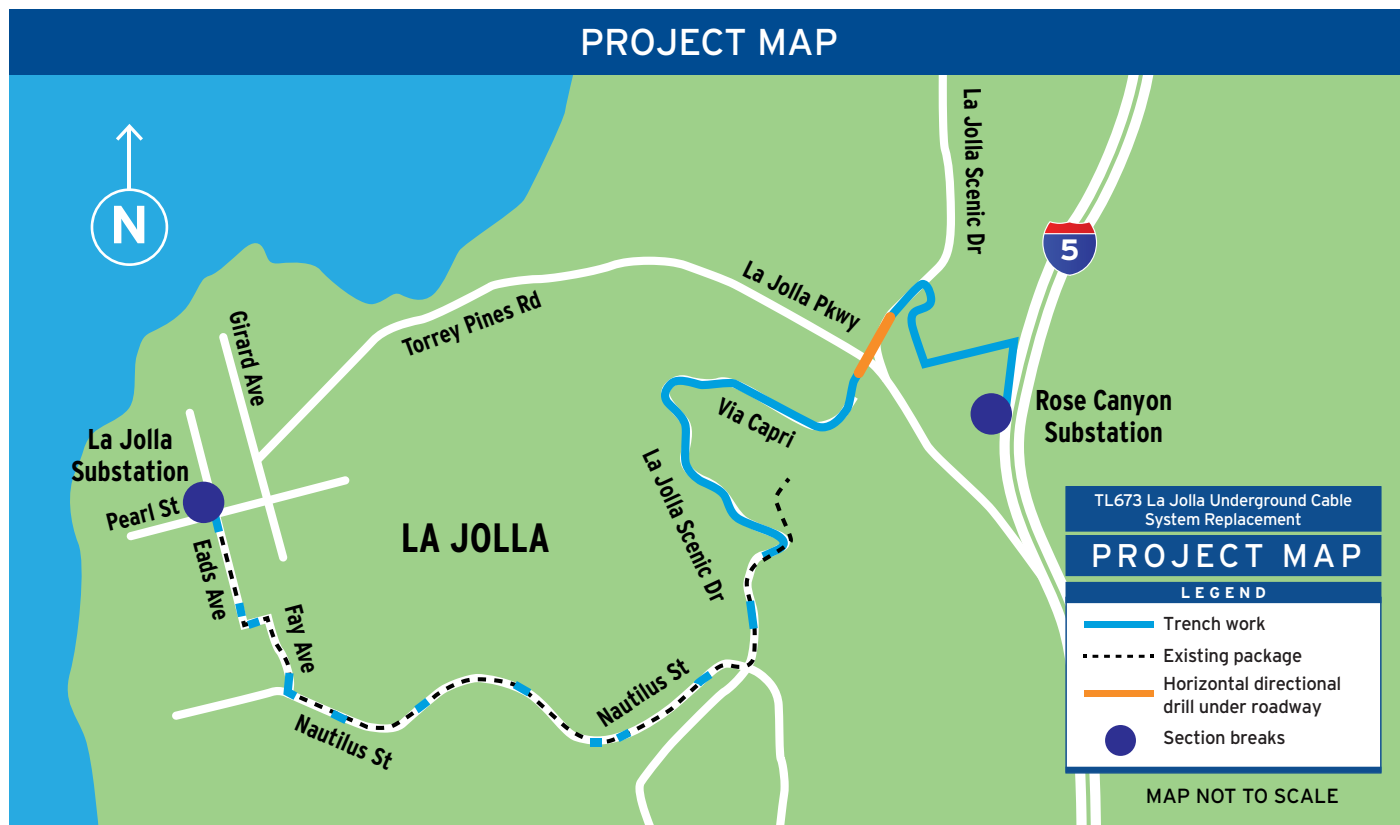 PROJECT MAP
N
La Jolla Scenic Dr
5
La Jolla Pkwy
Torrey Pines Rd
Girard Ave
Via Capri
Rose Canyon
Substation
La Jolla
Substation
Pearl St
La Jolla Scenic Dr
LA JOLLA
Eads Ave
Fay Ave
Nautilus St
Nautilus St
TL673 La Jolla Underground Cable
System Replacement
PROJECT MAP
LEGEND
Trench work
Existing package
Horizontal directional
drill under roadway
Section breaks
MAP NOT TO SCALE